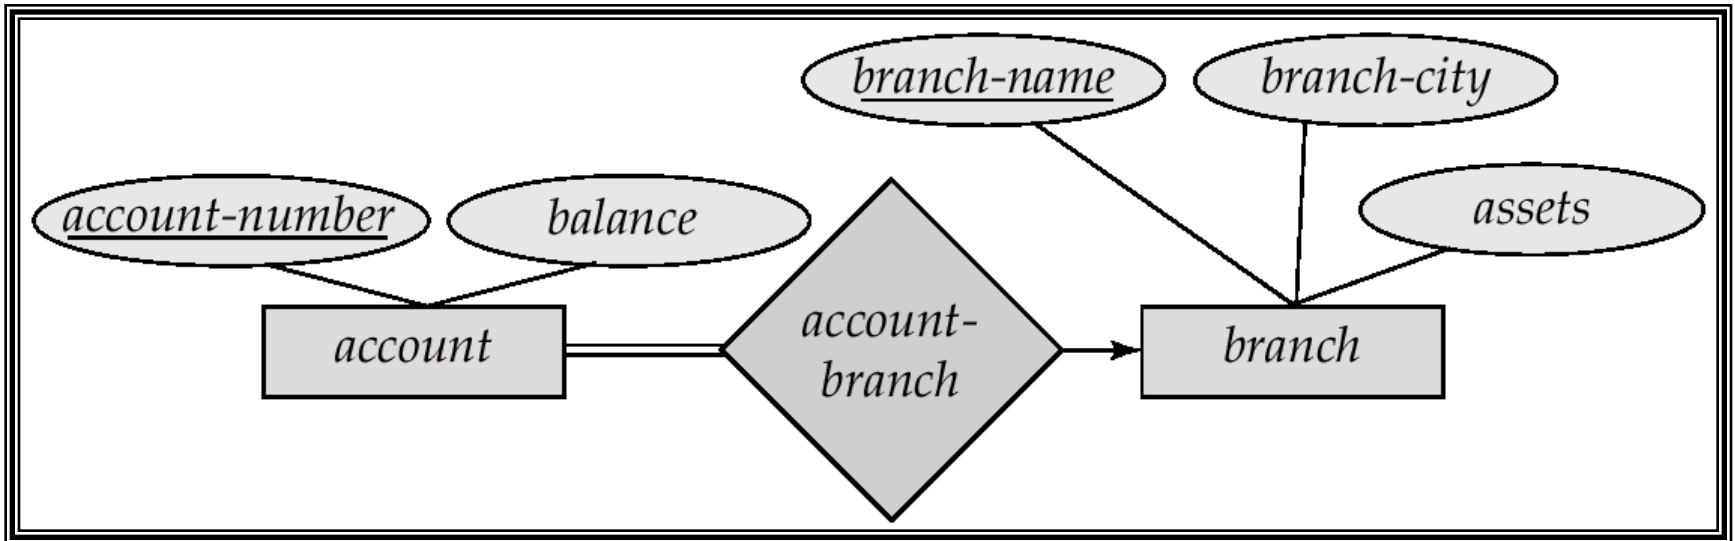 branch-name
branch-city
account-number
balance
assets
account
account-
branch
branch